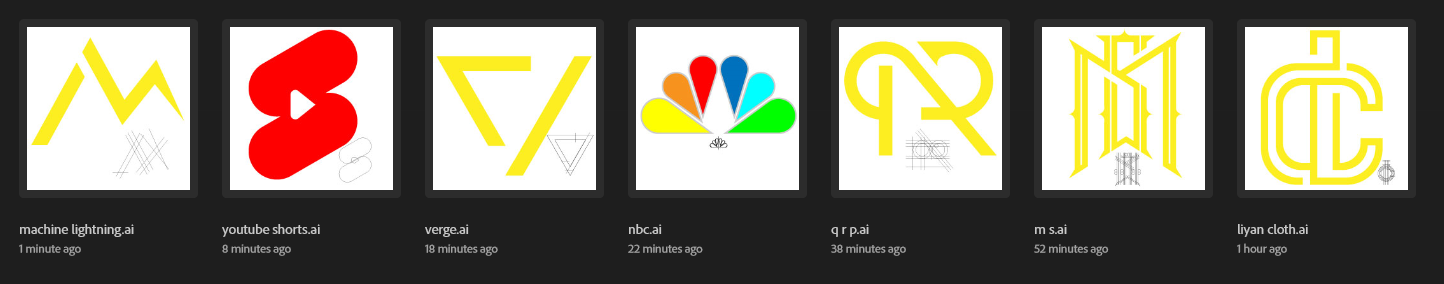 machine lightning.ai
1 minute ago
youtube shorts.ai
8 minutes ago
verge.ai
18 minutes ago
nbc.ai
22 minutes ago
q r p.ai
38 minutes ago
m s.ai
52 minutes ago
liyan cloth.ai
1 hour ago